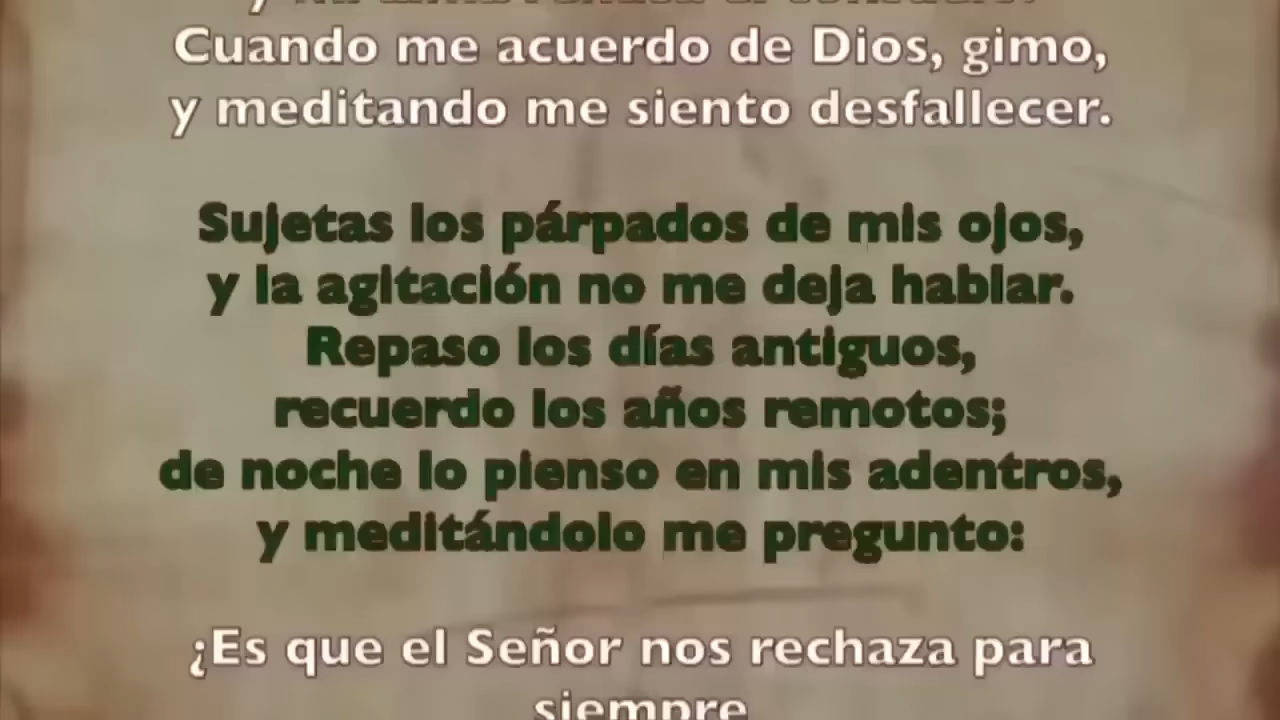 Cuando me acuerdo de Dios, gimo,
y meditando me siento desfallecer.
Sujetas los párpados de mis ojos,
y la agitación no me deja hablar.
Repaso los días antiguos,
recuerdo los años remotos;
de noche lo pienso en mis adentros,
y meditándolo me pregunto:
¿Es que el Señor nos rechaza para
siempre